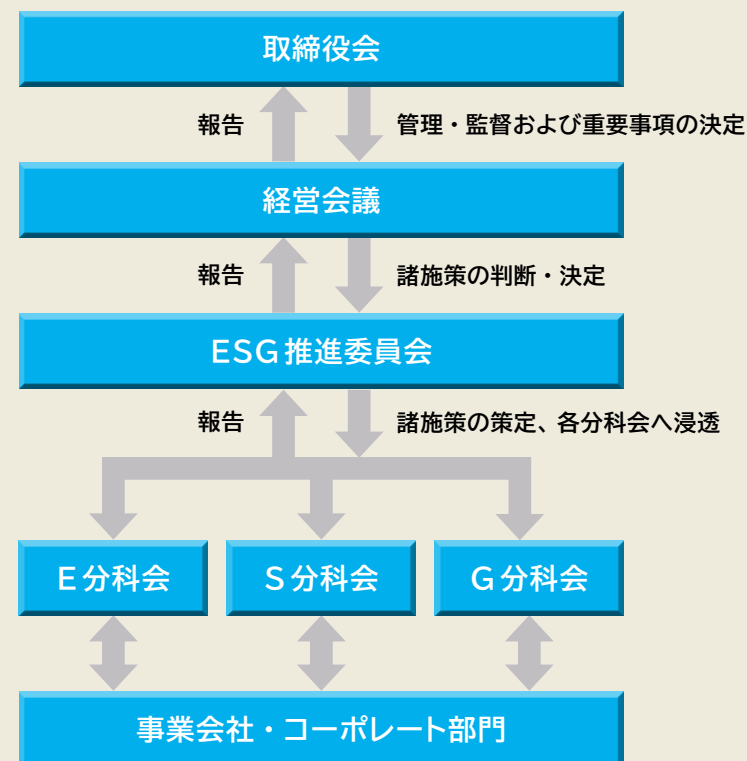 取締役会
報告
管理・監督および重要事項の決定
経営会議
報告
諸施策の判断・決定
ESG推進委員会
報告
諸施策の策定、各分科会へ浸透
E分科会
S分科会
G分科会
事業会社・コーポレート部門